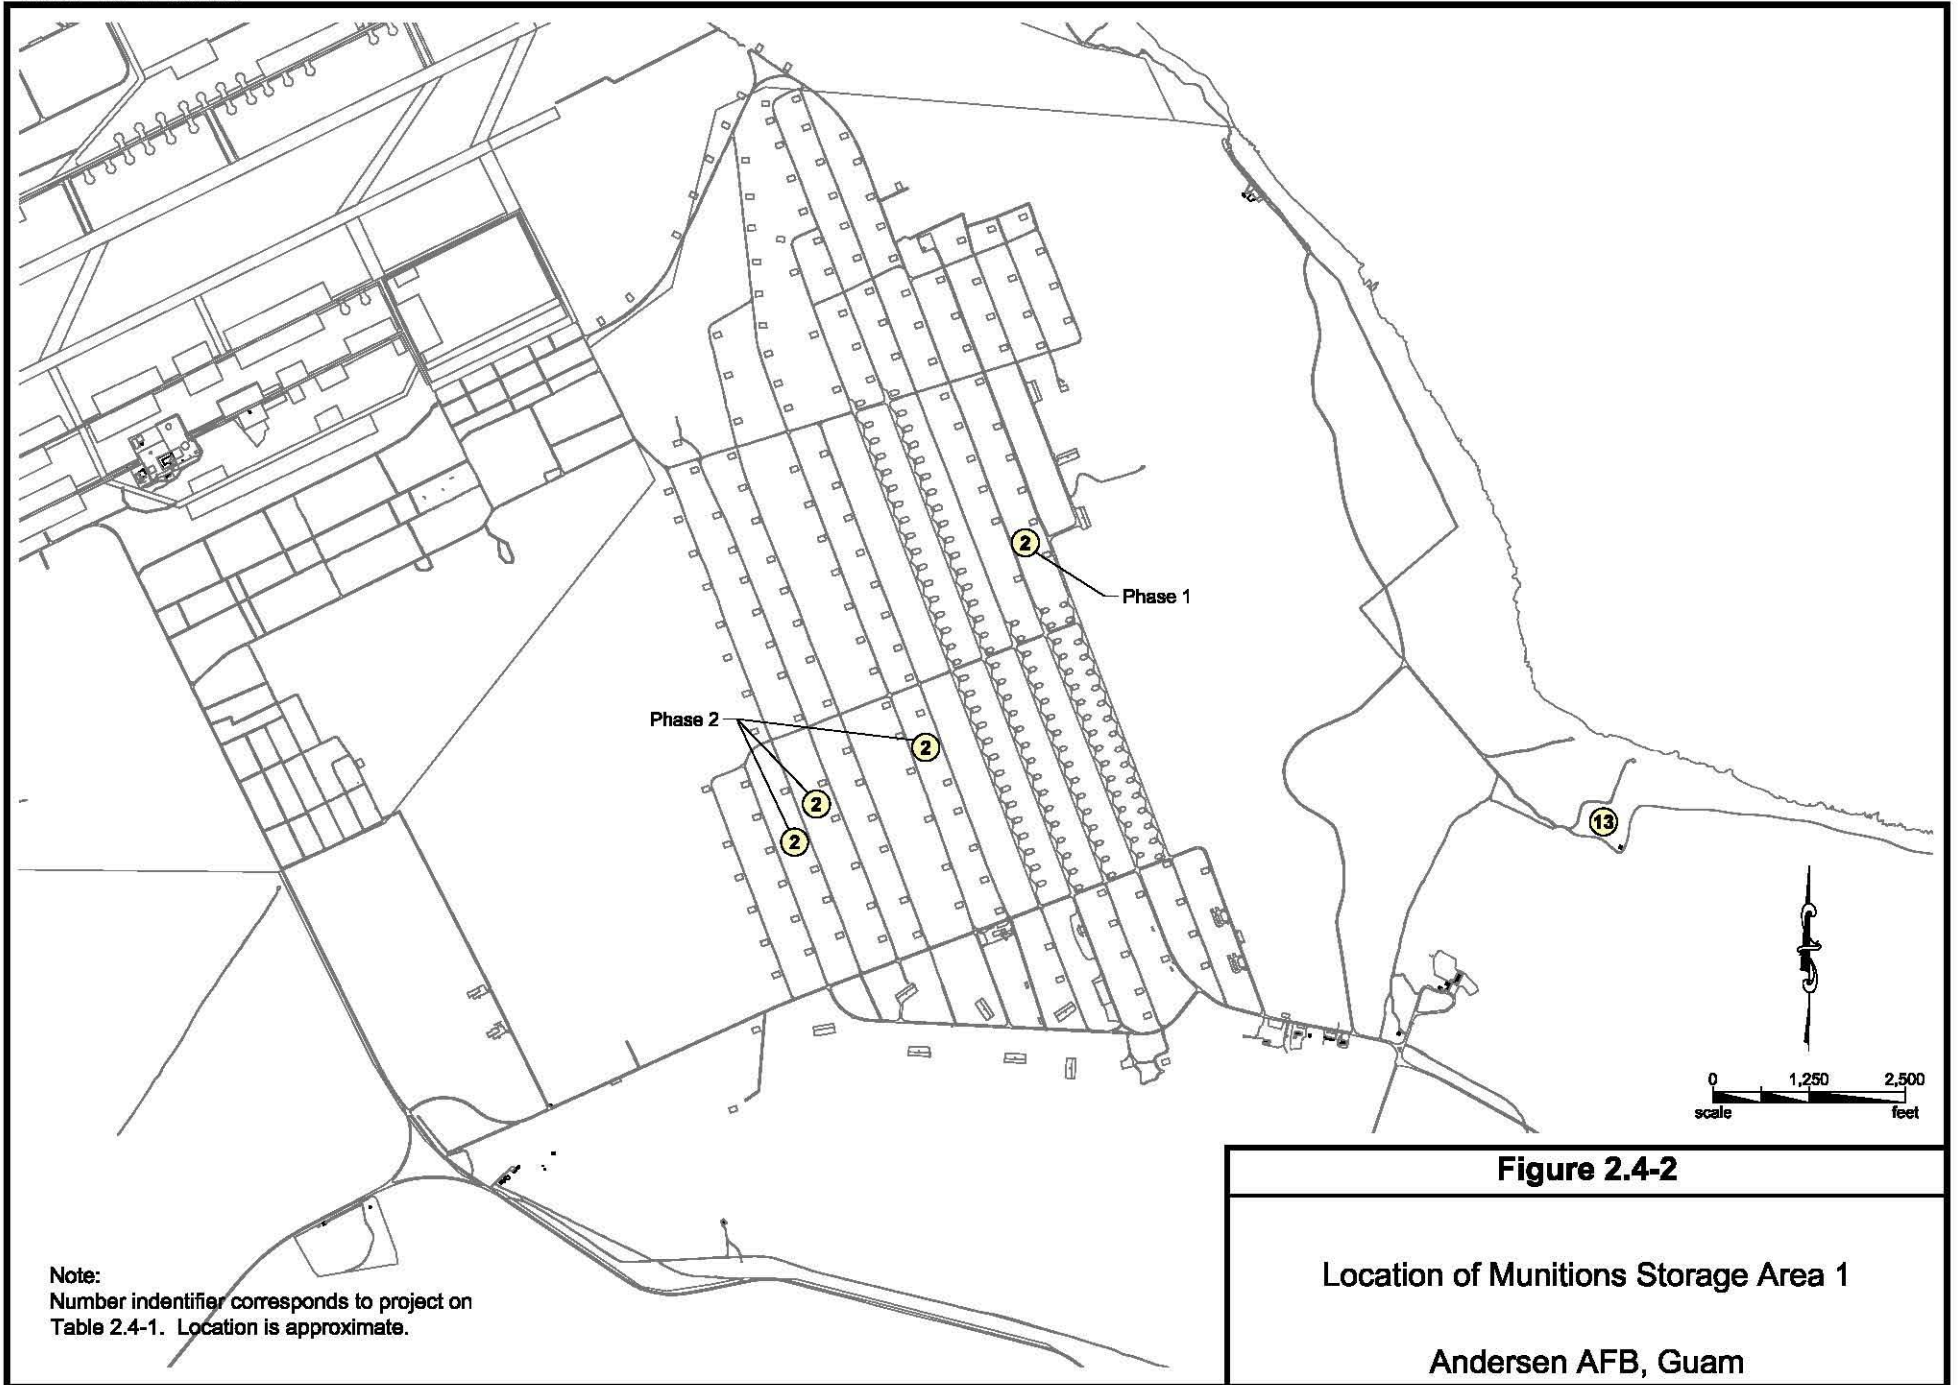 2
Phase 1
Phase 2
2
2
2
13
0 1,250 2,500
scale feet
Figure 2.4-2
Location of Munitions Storage Area 1
Andersen AFB, Guam
Note:
Number indentifier corresponds to project on
Table 2.4-1. Location is approximate.